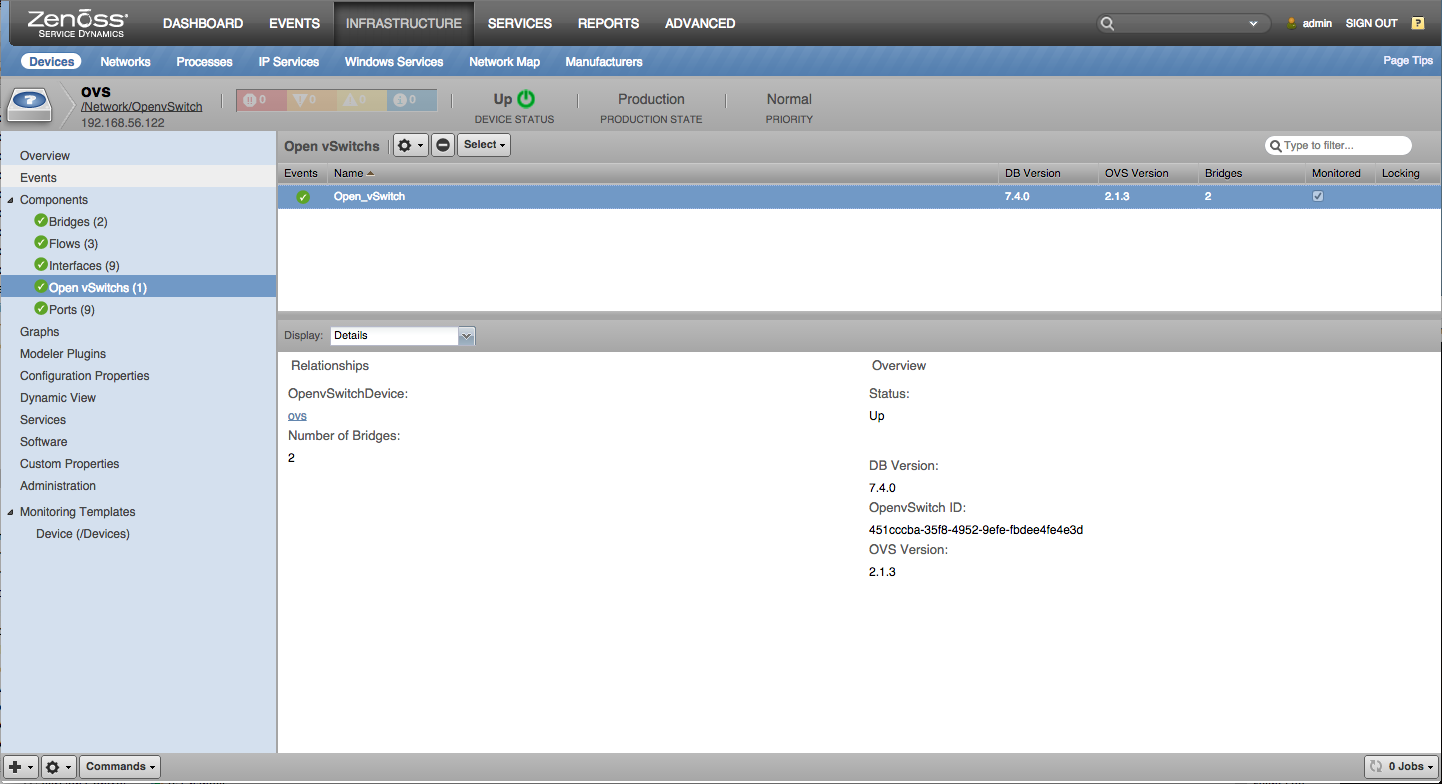 Zenoss
SERVICE DYNAMICS
DASHBOARD EVENTS INFRASTRUCTURE SERVICES REPORTS ADVANCED
admin SIGN OUT ?
Devices Networks Processes IP Services Windows Services Network Map Manufacturers Page Tips
ovs
/Network/OpenvSwitch
192.168.56.122
0 0 0 0
Up Production Normal
DEVICE STATUS PRODUCTION STATE PRIORITY
Overview
Events
Components
Bridges (2)
Flows (3)
Interfaces (9)
Open vSwitchs (1)
Ports (9)
Graphs
Modeler Plugins
Configuration Properties
Dynamic View
Services
Software
Custom Properties
Administration
Monitoring Templates
Device (/Devices)
Open vSwitchs Select Type to filter...
Events Name DB Version OVS Version Bridges Monitored Locking
Open_vSwitch 7.4.0 2.1.3 2
Display: Details
Relationships
OpenvSwitchDevice:
ovs
Number of Bridges:
2
Overview
Status:
Up
DB Version:
7.4.0
OpenvSwitch ID:
451cccba-35f8-4952-9efe-fbdee4fe4e3d
OVS Version:
2.1.3
Commands 0 Jobs